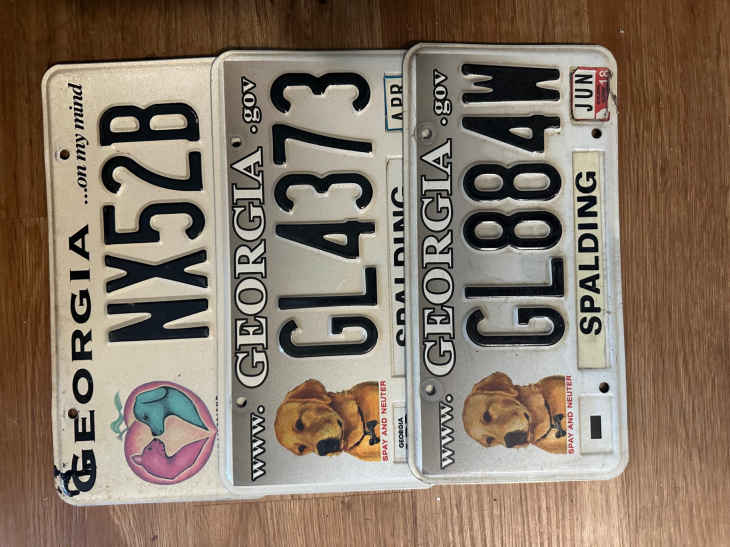 GEORGIA ...on my mind
NX52B
www.GEORGIA.gov
GL4373
APR
SPALDING
SPAY AND NEUTER
GEORGIA
www.GEORGIA.gov
GL884W
JUN
18
SPALDING
SPAY AND NEUTER